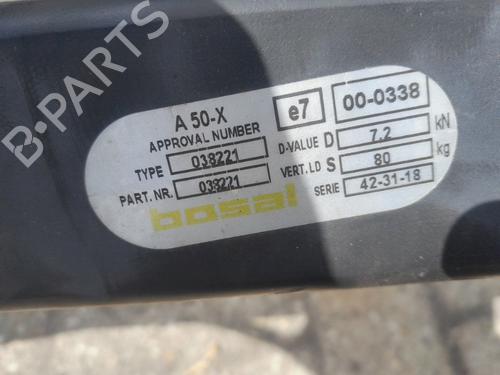 B-PARTS
A 50-X
APPROVAL NUMBER
e7
00-0338
TYPE 038221
D-VALUE D 7.2 kN
PART. NR. 038221
VERT. LD S 80 kg
bosal
SERIE 42-31-18